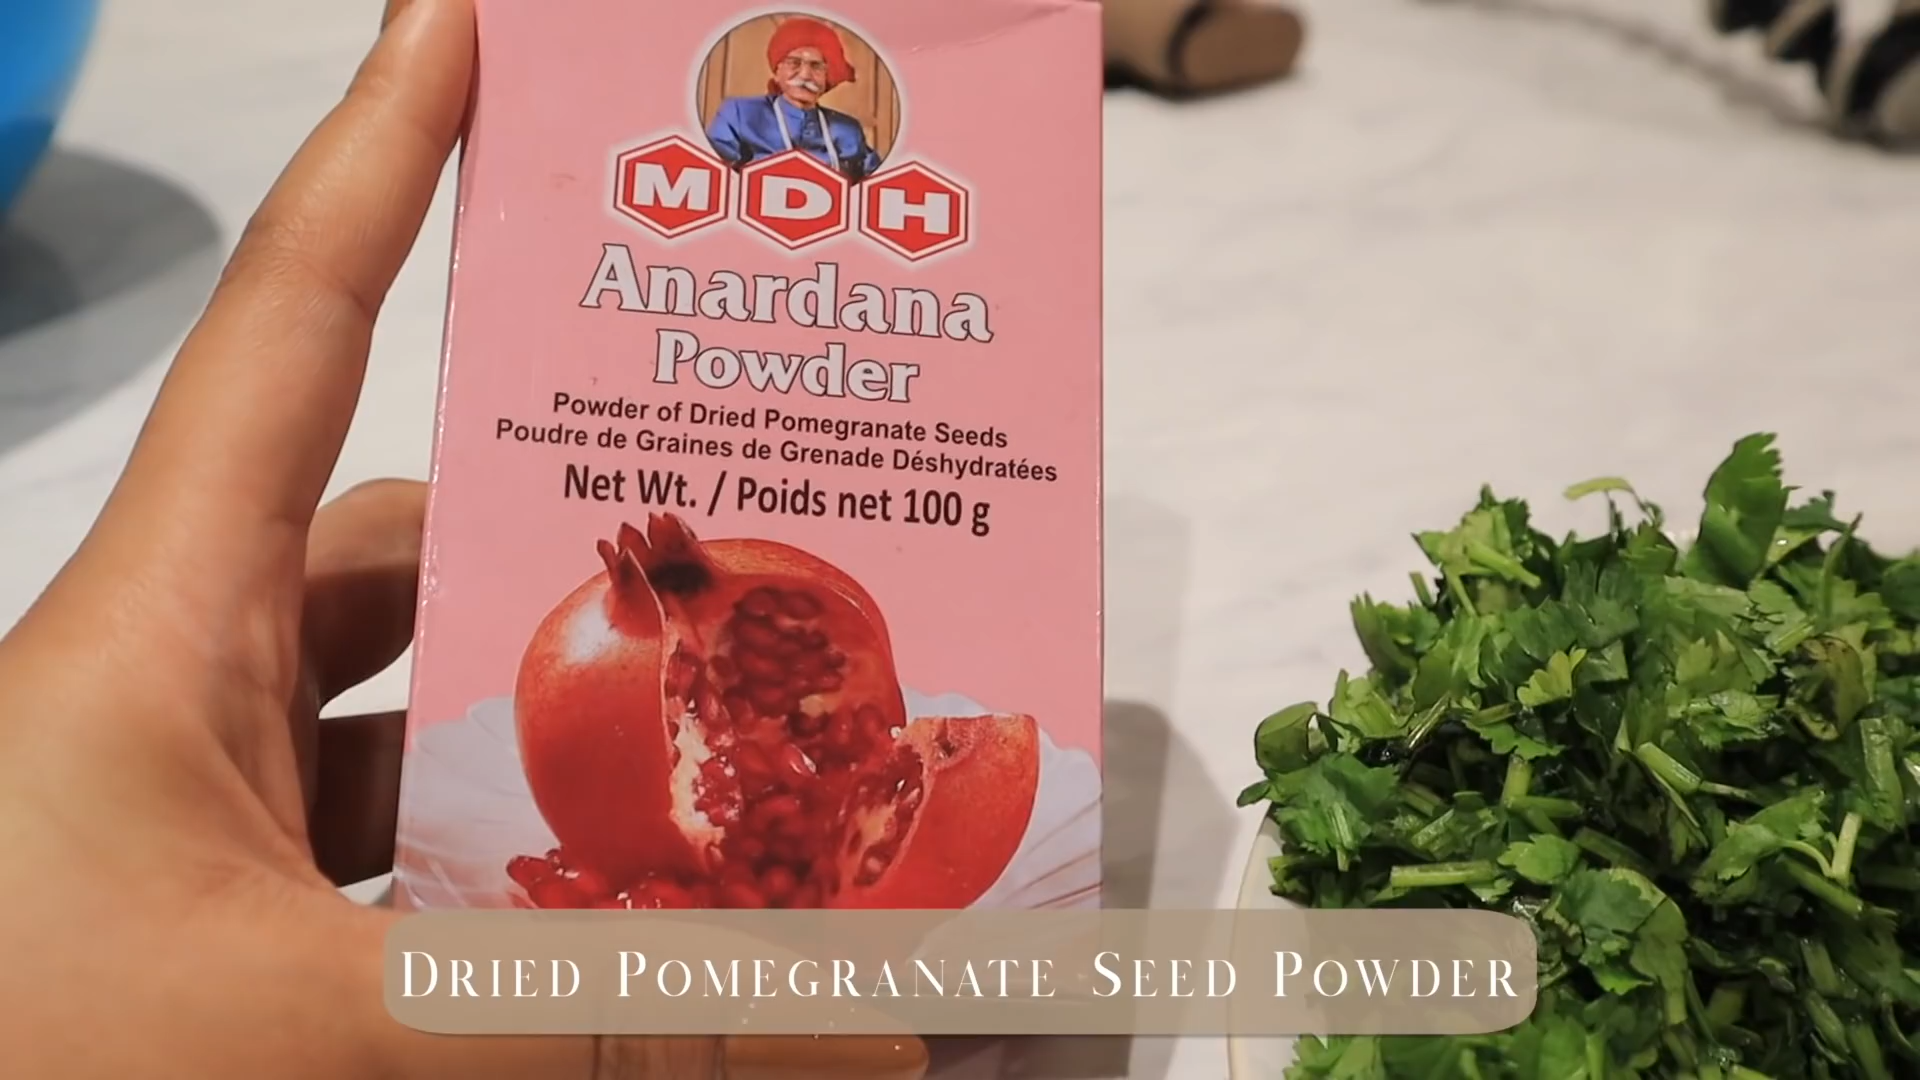 MDH
Anardana
Powder
Powder of Dried Pomegranate Seeds
Poudre de Graines de Grenade Déshydratées
Net Wt. / Poids net 100 g
Dried Pomegranate Seed Powder